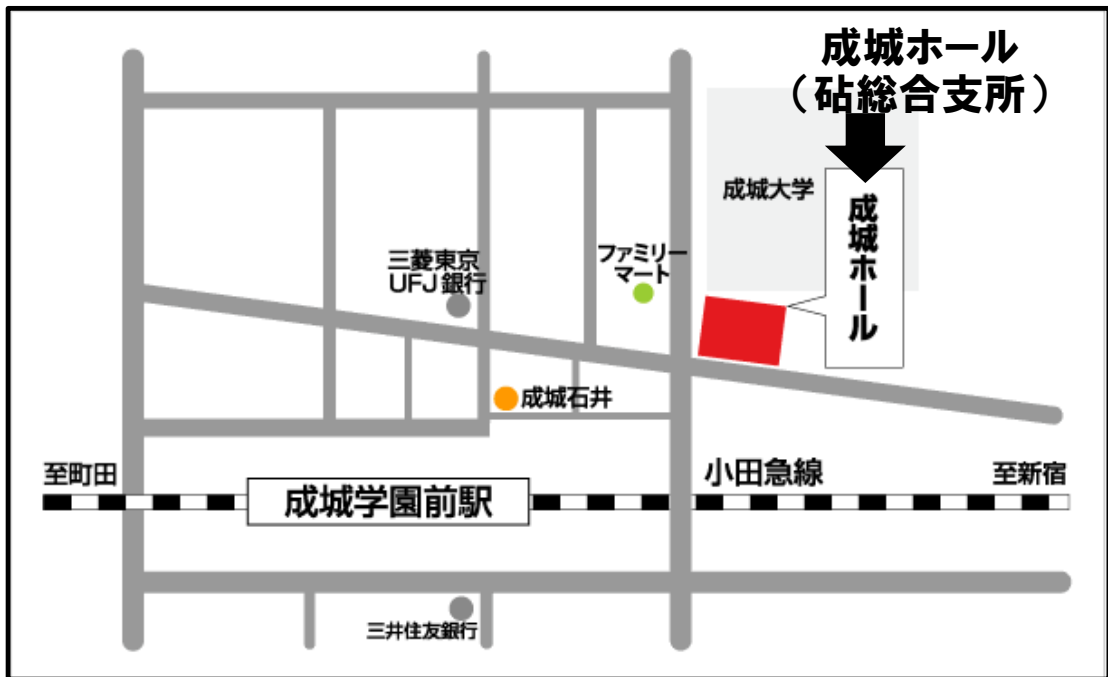 成城ホール
（砧総合支所）
成城大学
成城ホール
三菱東京
UFJ銀行
ファミリー
マート
成城石井
至町田
小田急線
至新宿
成城学園前駅
三井住友銀行